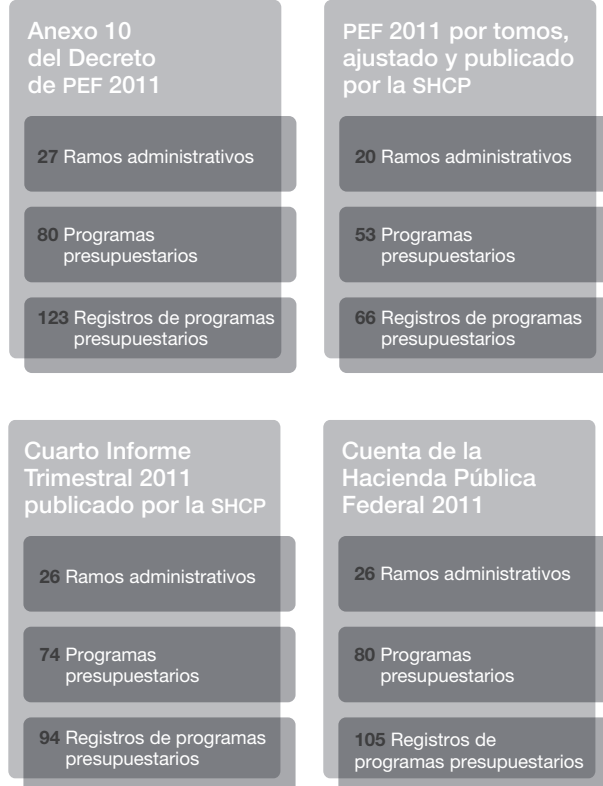 Anexo 10
del Decreto
de PEF 2011
27 Ramos administrativos
80 Programas
presupuestarios
123 Registros de programas
presupuestarios
PEF 2011 por tomos,
ajustado y publicado
por la SHCP
20 Ramos administrativos
53 Programas
presupuestarios
66 Registros de programas
presupuestarios
Cuarto Informe
Trimestral 2011
publicado por la SHCP
26 Ramos administrativos
74 Programas
presupuestarios
94 Registros de programas
presupuestarios
Cuenta de la
Hacienda Pública
Federal 2011
26 Ramos administrativos
80 Programas
presupuestarios
105 Registros de
programas presupuestarios